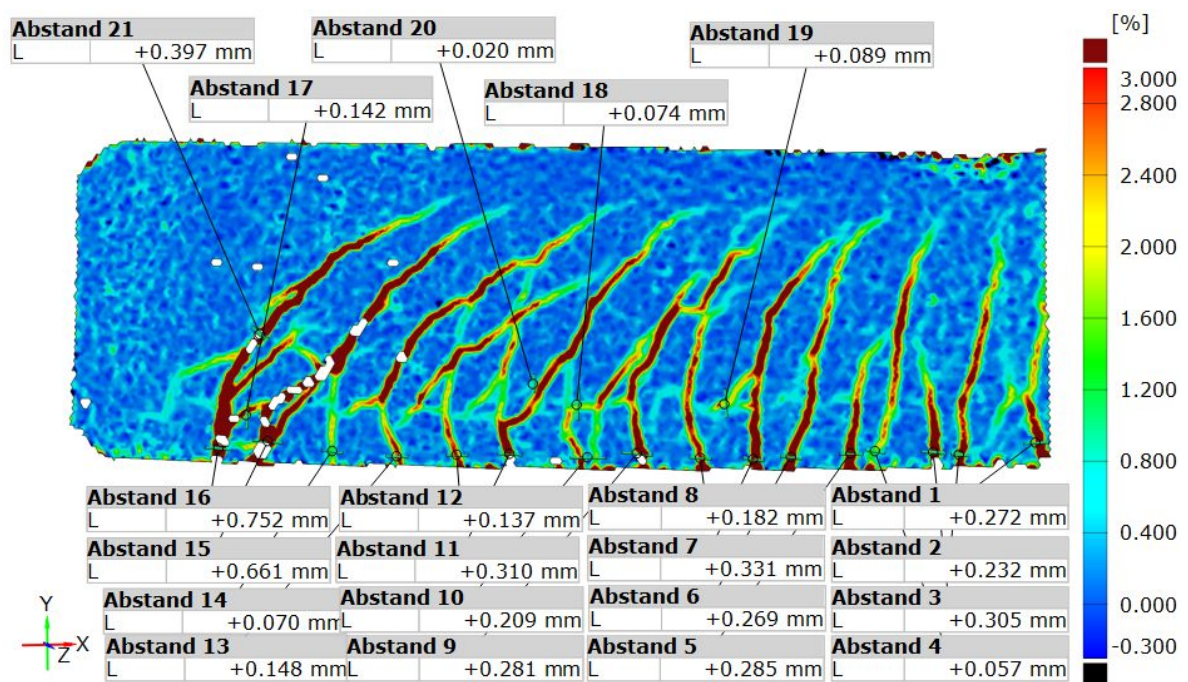 Abstand 21
L +0.397 mm
Abstand 20
L +0.020 mm
Abstand 19
L +0.089 mm
Abstand 17
L +0.142 mm
Abstand 18
L +0.074 mm
[%]
3.000
2.800
2.400
2.000
1.600
1.200
0.800
0.400
0.000
-0.300
Abstand 16
L +0.752 mm
Abstand 12
L +0.137 mm
Abstand 8
L +0.182 mm
Abstand 1
L +0.272 mm
Abstand 15
L +0.661 mm
Abstand 11
L +0.310 mm
Abstand 7
L +0.331 mm
Abstand 2
L +0.232 mm
Abstand 14
L +0.070 mm
Abstand 10
L +0.209 mm
Abstand 6
L +0.269 mm
Abstand 3
L +0.305 mm
Abstand 13
L +0.148 mm
Abstand 9
L +0.281 mm
Abstand 5
L +0.285 mm
Abstand 4
L +0.057 mm
Y
X
Z